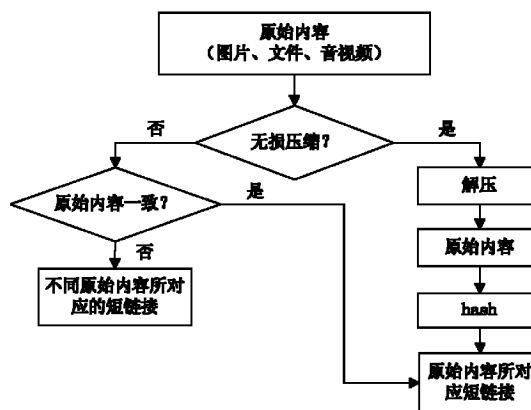 原始内容
(图片、文件、音视频)
无损压缩?
否
是
解压
原始内容一致?
是
原始内容
否
不同原始内容所对
应的短链接
hash
原始内容所对
应短链接